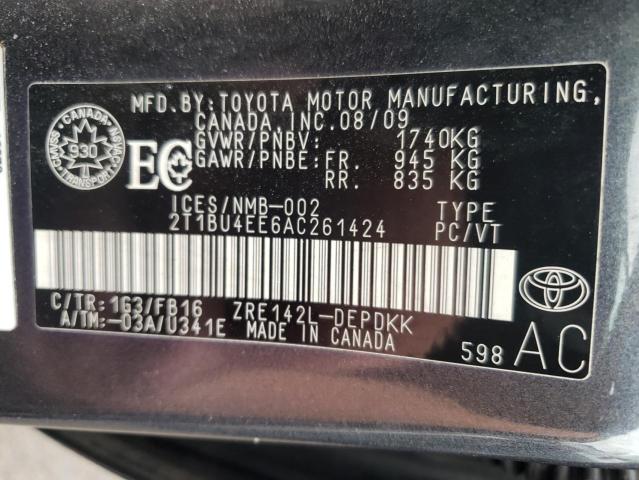 MFD.BY:TOYOTA MOTOR MANUFACTURING,
CANADA,INC.08/09
GVWR/PNBV: 1740KG
GAWR/PNBE:FR. 945 KG
RR. 835 KG
CANADA
930
EC
ICES/NMB-002 TYPE
2T1BU4EE6AC261424 PC/VT
C/TR:1G3/FB16 ZRE142L-DEPDKK
A/TM:-03A/U341E MADE IN CANADA
598 AC